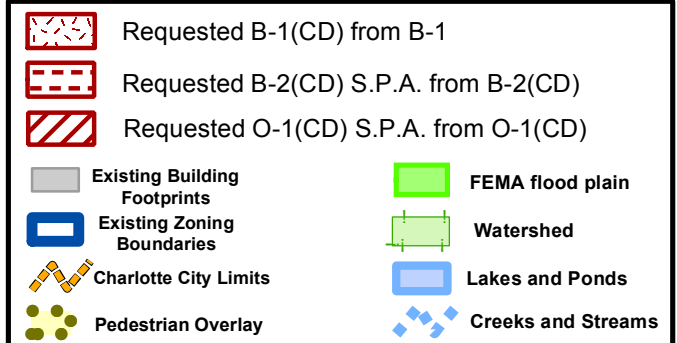 Requested B-1(CD) from B-1
Requested B-2(CD) S.P.A. from B-2(CD)
Requested O-1(CD) S.P.A. from O-1(CD)
Existing Building
Footprints
Existing Zoning
Boundaries
Charlotte City Limits
Pedestrian Overlay
FEMA flood plain
Watershed
Lakes and Ponds
Creeks and Streams